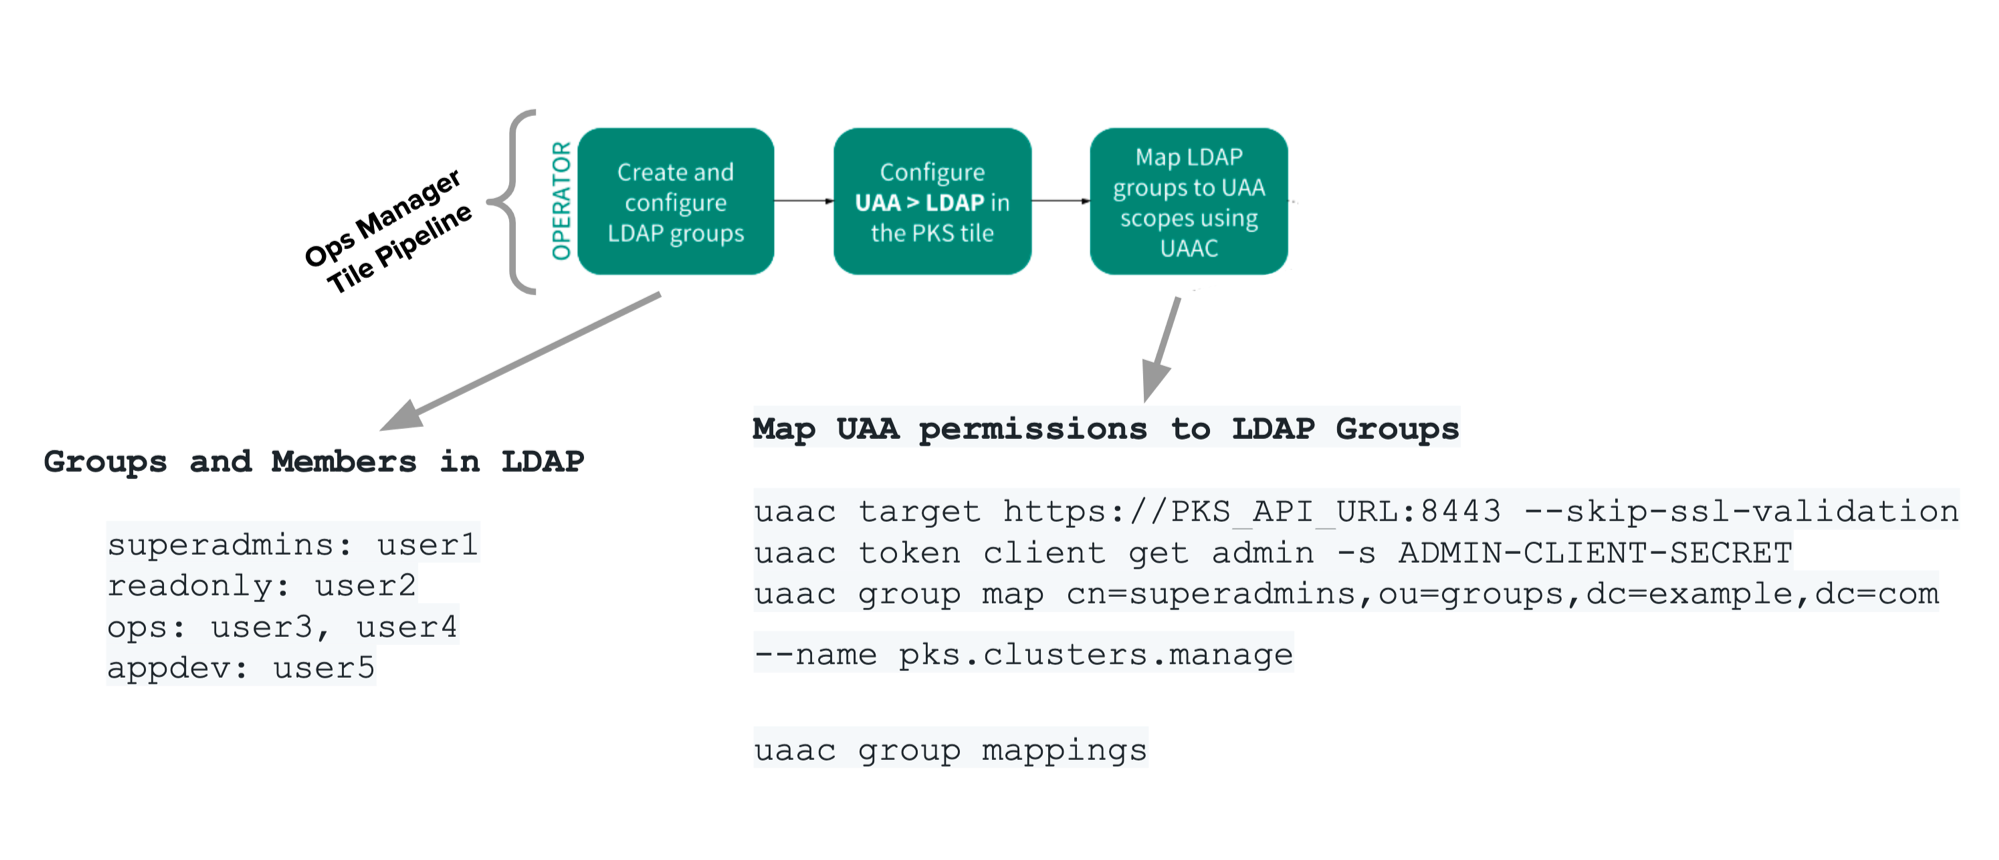 Ops Manager
Tile Pipeline
OPERATOR
Create and
configure
LDAP groups
Configure
UAA > LDAP in
the PKS tile
Map LDAP
groups to UAA
scopes using
UAAC
Groups and Members in LDAP
superadmins: user1
readonly: user2
ops: user3, user4
appdev: user5
Map UAA permissions to LDAP Groups
uaac target https://PKS_API_URL:8443 --skip-ssl-validation
uaac token client get admin -s ADMIN-CLIENT-SECRET
uaac group map cn=superadmins,ou=groups,dc=example,dc=com
--name pks.clusters.manage
uaac group mappings